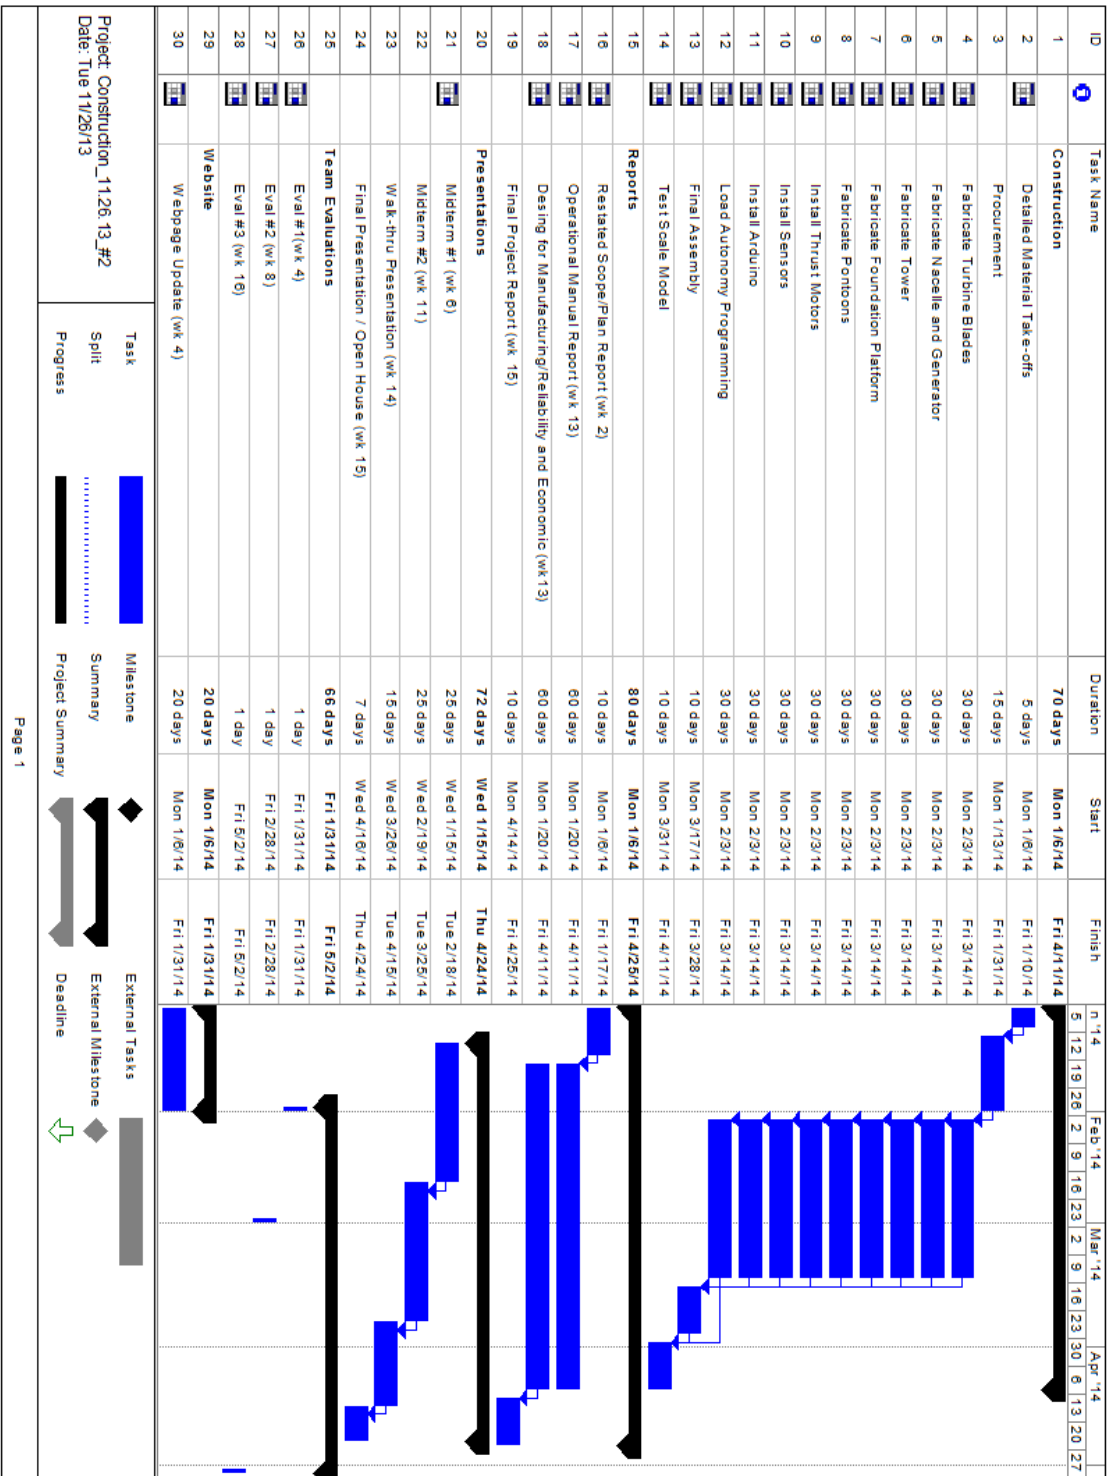 ID Task Name Duration Start Finish
n '14 Feb '14 Mar '14 Apr '14
5 12 19 26 2 9 16 23 2 9 16 23 30 6 13 20 27
1 Construction 70 days Mon 1/6/14 Fri 4/11/14
2 Detailed Material Take-offs 5 days Mon 1/6/14 Fri 1/10/14
3 Procurement 15 days Mon 1/13/14 Fri 1/31/14
4 Fabricate Turbine Blades 30 days Mon 2/3/14 Fri 3/14/14
5 Fabricate Nacelle and Generator 30 days Mon 2/3/14 Fri 3/14/14
6 Fabricate Tower 30 days Mon 2/3/14 Fri 3/14/14
7 Fabricate Foundation Platform 30 days Mon 2/3/14 Fri 3/14/14
8 Fabricate Pontoons 30 days Mon 2/3/14 Fri 3/14/14
9 Install Thrust Motors 30 days Mon 2/3/14 Fri 3/14/14
10 Install Sensors 30 days Mon 2/3/14 Fri 3/14/14
11 Install Arduino 30 days Mon 2/3/14 Fri 3/14/14
12 Load Autonomy Programming 30 days Mon 2/3/14 Fri 3/14/14
13 Final Assembly 10 days Mon 3/17/14 Fri 3/28/14
14 Test Scale Model 10 days Mon 3/31/14 Fri 4/11/14
15 Reports 80 days Mon 1/6/14 Fri 4/25/14
16 Restated Scope/Plan Report (wk 2) 10 days Mon 1/6/14 Fri 1/17/14
17 Operational Manual Report (wk 13) 60 days Mon 1/20/14 Fri 4/11/14
18 Desing for Manufacturing/Reliability and Economic (wk13) 60 days Mon 1/20/14 Fri 4/11/14
19 Final Project Report (wk 15) 10 days Mon 4/14/14 Fri 4/25/14
20 Presentations 72 days Wed 1/15/14 Thu 4/24/14
21 Midterm #1 (wk 6) 25 days Wed 1/15/14 Tue 2/18/14
22 Midterm #2 (wk 11) 25 days Wed 2/19/14 Tue 3/25/14
23 Walk-thru Presentation (wk 14) 15 days Wed 3/26/14 Tue 4/15/14
24 Final Presentation / Open House (wk 15) 7 days Wed 4/16/14 Thu 4/24/14
25 Team Evaluations 66 days Fri 1/31/14 Fri 5/2/14
26 Eval #1(wk 4) 1 day Fri 1/31/14 Fri 1/31/14
27 Eval #2 (wk 8) 1 day Fri 2/28/14 Fri 2/28/14
28 Eval #3 (wk 16) 1 day Fri 5/2/14 Fri 5/2/14
29 Website 20 days Mon 1/6/14 Fri 1/31/14
30 Webpage Update (wk 4) 20 days Mon 1/6/14 Fri 1/31/14
Project: Construction_11.26.13_#2
Date: Tue 11/26/13
Task Milestone External Tasks
Split Summary External Milestone
Progress Project Summary Deadline
Page 1